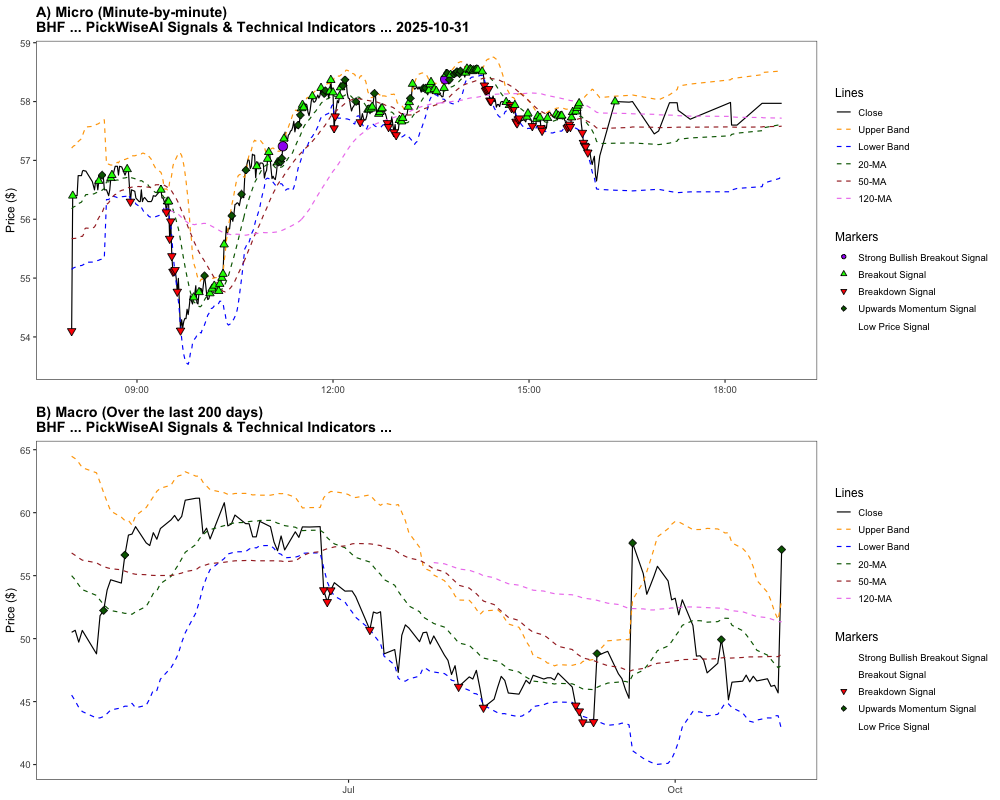 A) Micro (Minute-by-minute)
BHF ... PickWiseAI Signals & Technical Indicators ... 2025-10-31
59
58
57
56
55
54
Price ($)
09:00
12:00
15:00
18:00
Lines
Close
Upper Band
Lower Band
20-MA
50-MA
120-MA
Markers
Strong Bullish Breakout Signal
Breakout Signal
Breakdown Signal
Upwards Momentum Signal
Low Price Signal
B) Macro (Over the last 200 days)
BHF ... PickWiseAI Signals & Technical Indicators ...
65
60
55
50
45
40
Price ($)
Jul
Oct
Lines
Close
Upper Band
Lower Band
20-MA
50-MA
120-MA
Markers
Strong Bullish Breakout Signal
Breakout Signal
Breakdown Signal
Upwards Momentum Signal
Low Price Signal